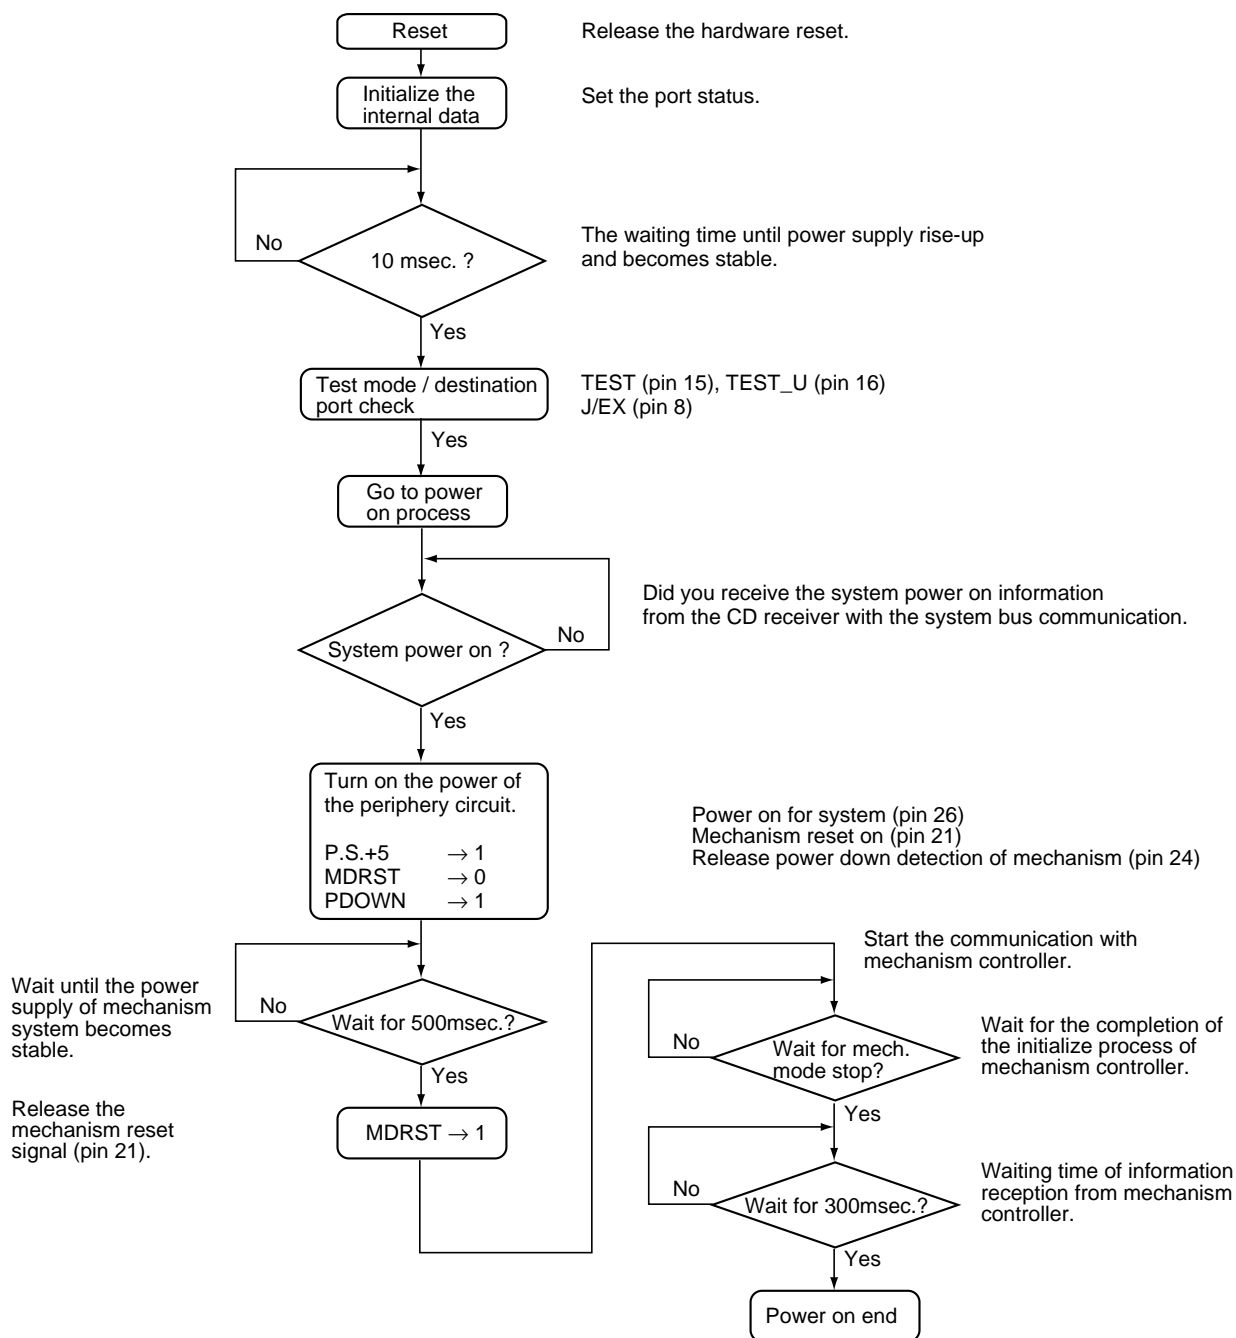 Reset
Release the hardware reset.
Initialize the
internal data
Set the port status.
No
10 msec. ?
The waiting time until power supply rise-up
and becomes stable.
Yes
Test mode / destination
port check
TEST (pin 15), TEST_U (pin 16)
J/EX (pin 8)
Yes
Go to power
on process
Did you receive the system power on information
from the CD receiver with the system bus communication.
System power on ?
No
Yes
Turn on the power of
the periphery circuit.
P.S.+5 → 1
MDRST → 0
PDOWN → 1
Power on for system (pin 26)
Mechanism reset on (pin 21)
Release power down detection of mechanism (pin 24)
Wait until the power
supply of mechanism
system becomes
stable.
No
Wait for 500msec.?
Yes
Release the
mechanism reset
signal (pin 21).
MDRST → 1
Start the communication with
mechanism controller.
No
Wait for mech.
mode stop?
Wait for the completion of
the initialize process of
mechanism controller.
Yes
No
Wait for 300msec.?
Waiting time of information
reception from mechanism
controller.
Yes
Power on end